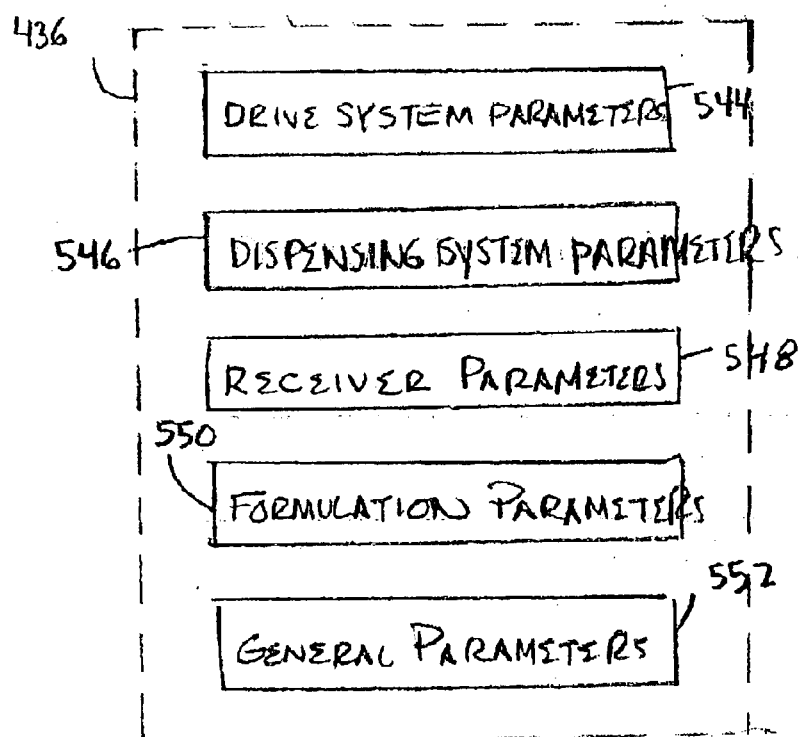 436
DRIVE SYSTEM PARAMETERS
544
546
DISPENSING SYSTEM PARAMETERS
RECEIVER PARAMETERS
548
550
FORMULATION PARAMETERS
552
GENERAL PARAMETERS